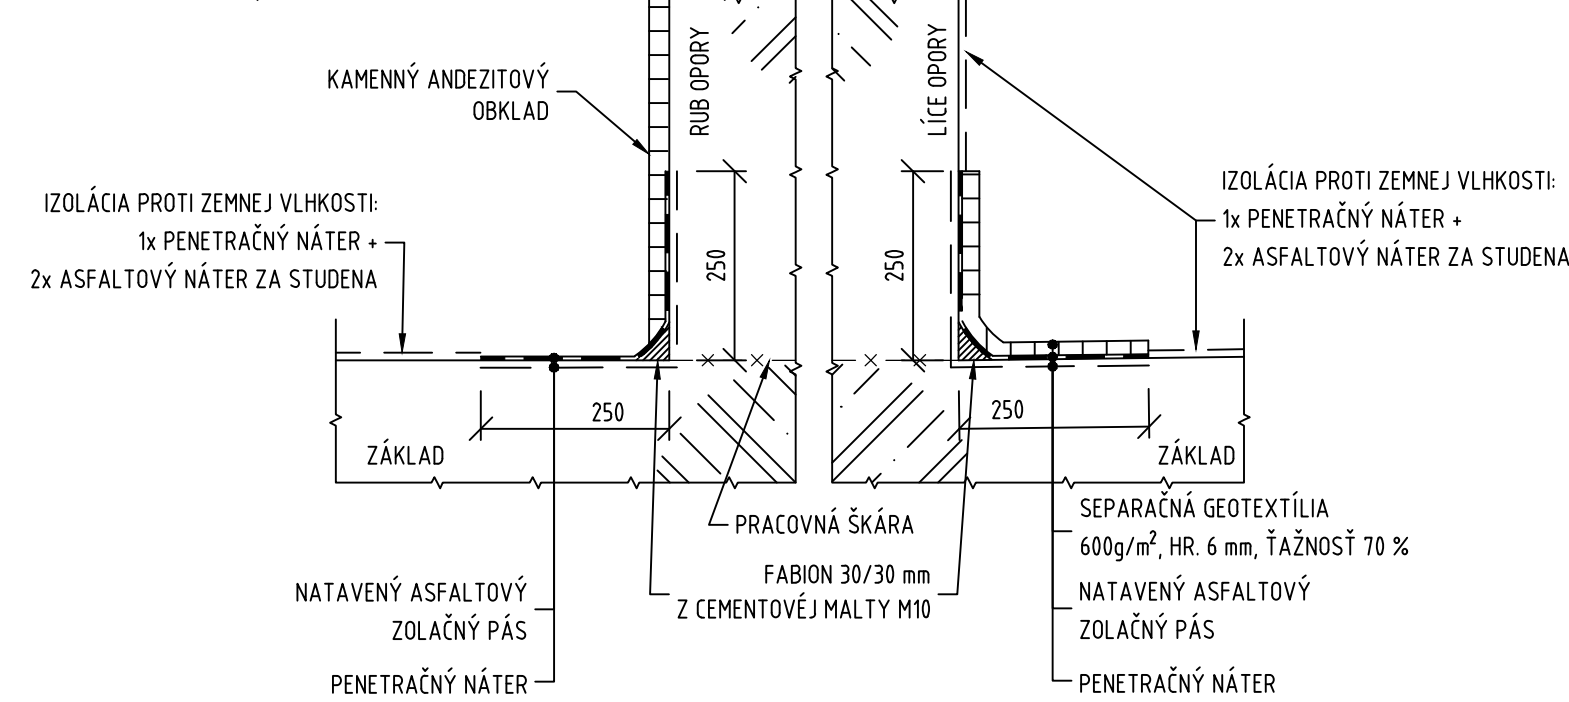 KAMENNÝ ANDEZITOVÝ
OBKLAD
RUB OPORY
LÍCE OPORY
IZOLÁCIA PROTI ZEMNEJ VLHKOSTI:
1x PENETRAČNÝ NÁTER +
2x ASFALTOVÝ NÁTER ZA STUDENA
IZOLÁCIA PROTI ZEMNEJ VLHKOSTI:
1x PENETRAČNÝ NÁTER +
2x ASFALTOVÝ NÁTER ZA STUDENA
250
250
250
250
ZÁKLAD
ZÁKLAD
PRACOVNÁ ŠKÁRA
FABION 30/30 mm
Z CEMENTOVÉJ MALTY M10
NATAVENÝ ASFALTOVÝ
ZOLAČNÝ PÁS
PENETRAČNÝ NÁTER
SEPARAČNÁ GEOTEXTÍLIA
600g/m², HR. 6 mm, ŤAŽNOSŤ 70 %
NATAVENÝ ASFALTOVÝ
ZOLAČNÝ PÁS
PENETRAČNÝ NÁTER